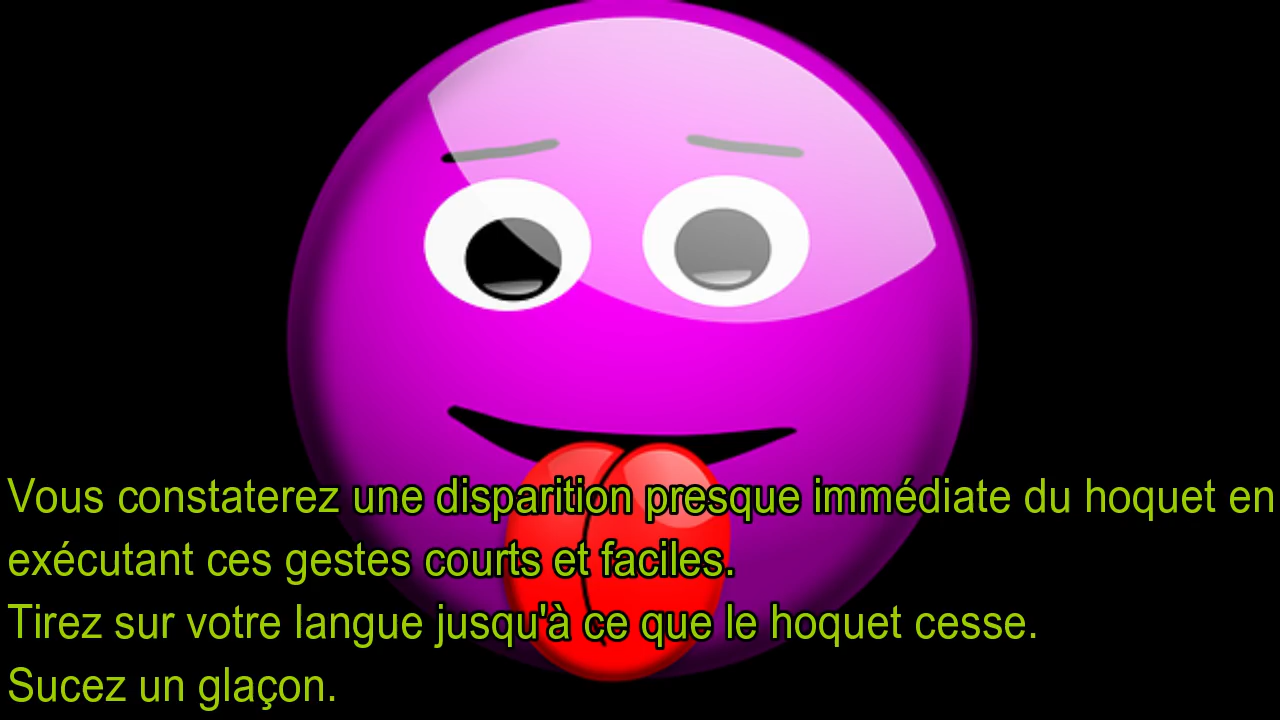 Vous constaterez une disparition presque immédiate du hoquet en
exécutant ces gestes courts et faciles.
Tirez sur votre langue jusqu'à ce que le hoquet cesse.
Sucez un glaçon.